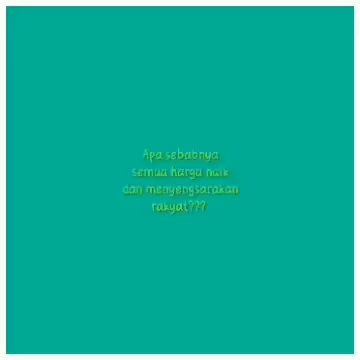 Apa sebabnya
semua harga naik
dan menyengsarakan
rakyat???